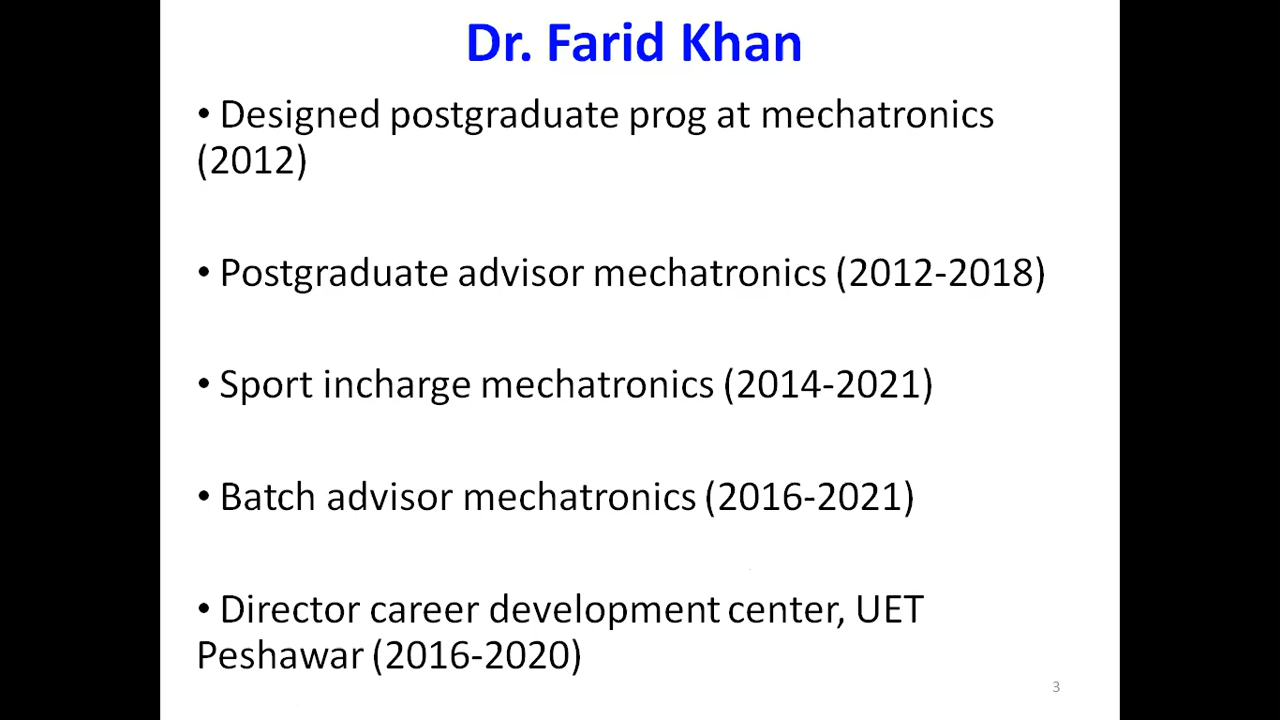 Dr. Farid Khan
• Designed postgraduate prog at mechatronics
(2012)
• Postgraduate advisor mechatronics (2012-2018)
• Sport incharge mechatronics (2014-2021)
• Batch advisor mechatronics (2016-2021)
• Director career development center, UET
Peshawar (2016-2020)
3